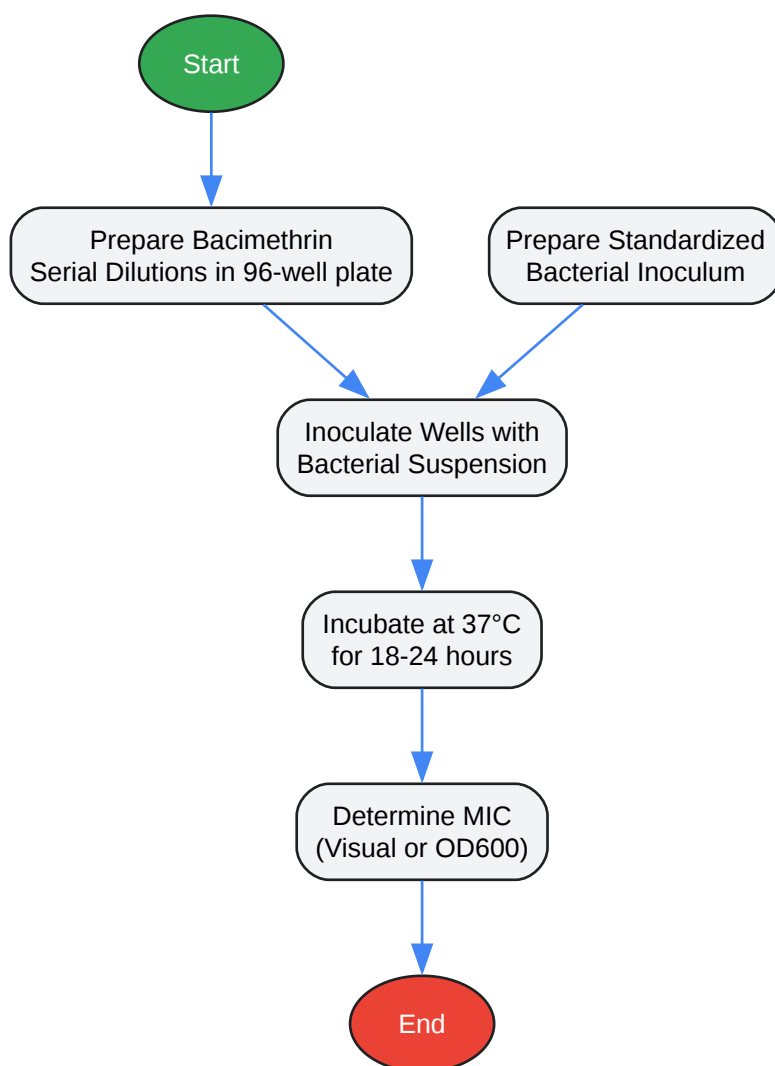 Start
Prepare Bacimethrin
Serial Dilutions in 96-well plate
Prepare Standardized
Bacterial Inoculum
Inoculate Wells with
Bacterial Suspension
Incubate at 37°C
for 18-24 hours
Determine MIC
(Visual or OD600)
End